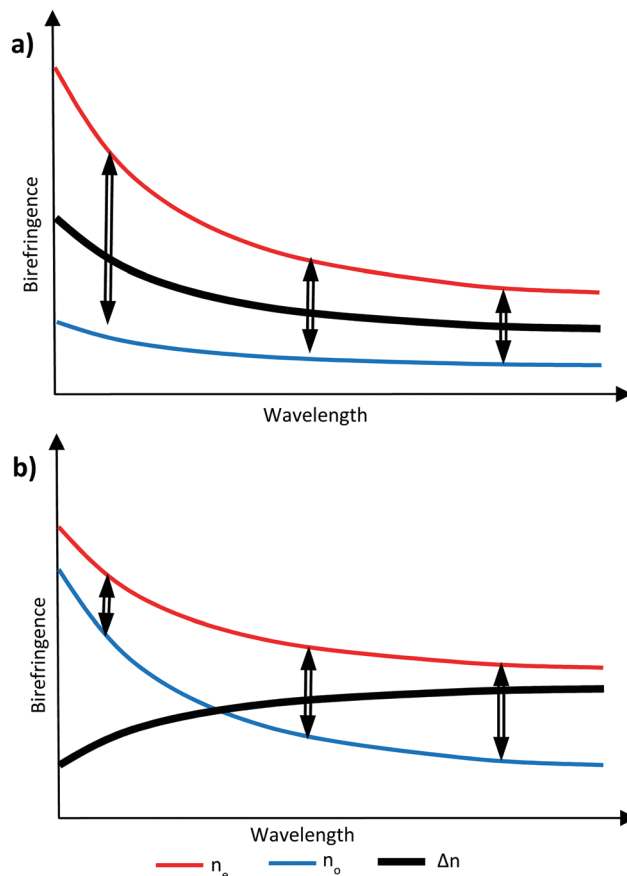 a)
Birefringence
Wavelength
b)
Birefringence
Wavelength
nₑ nₒ Δn